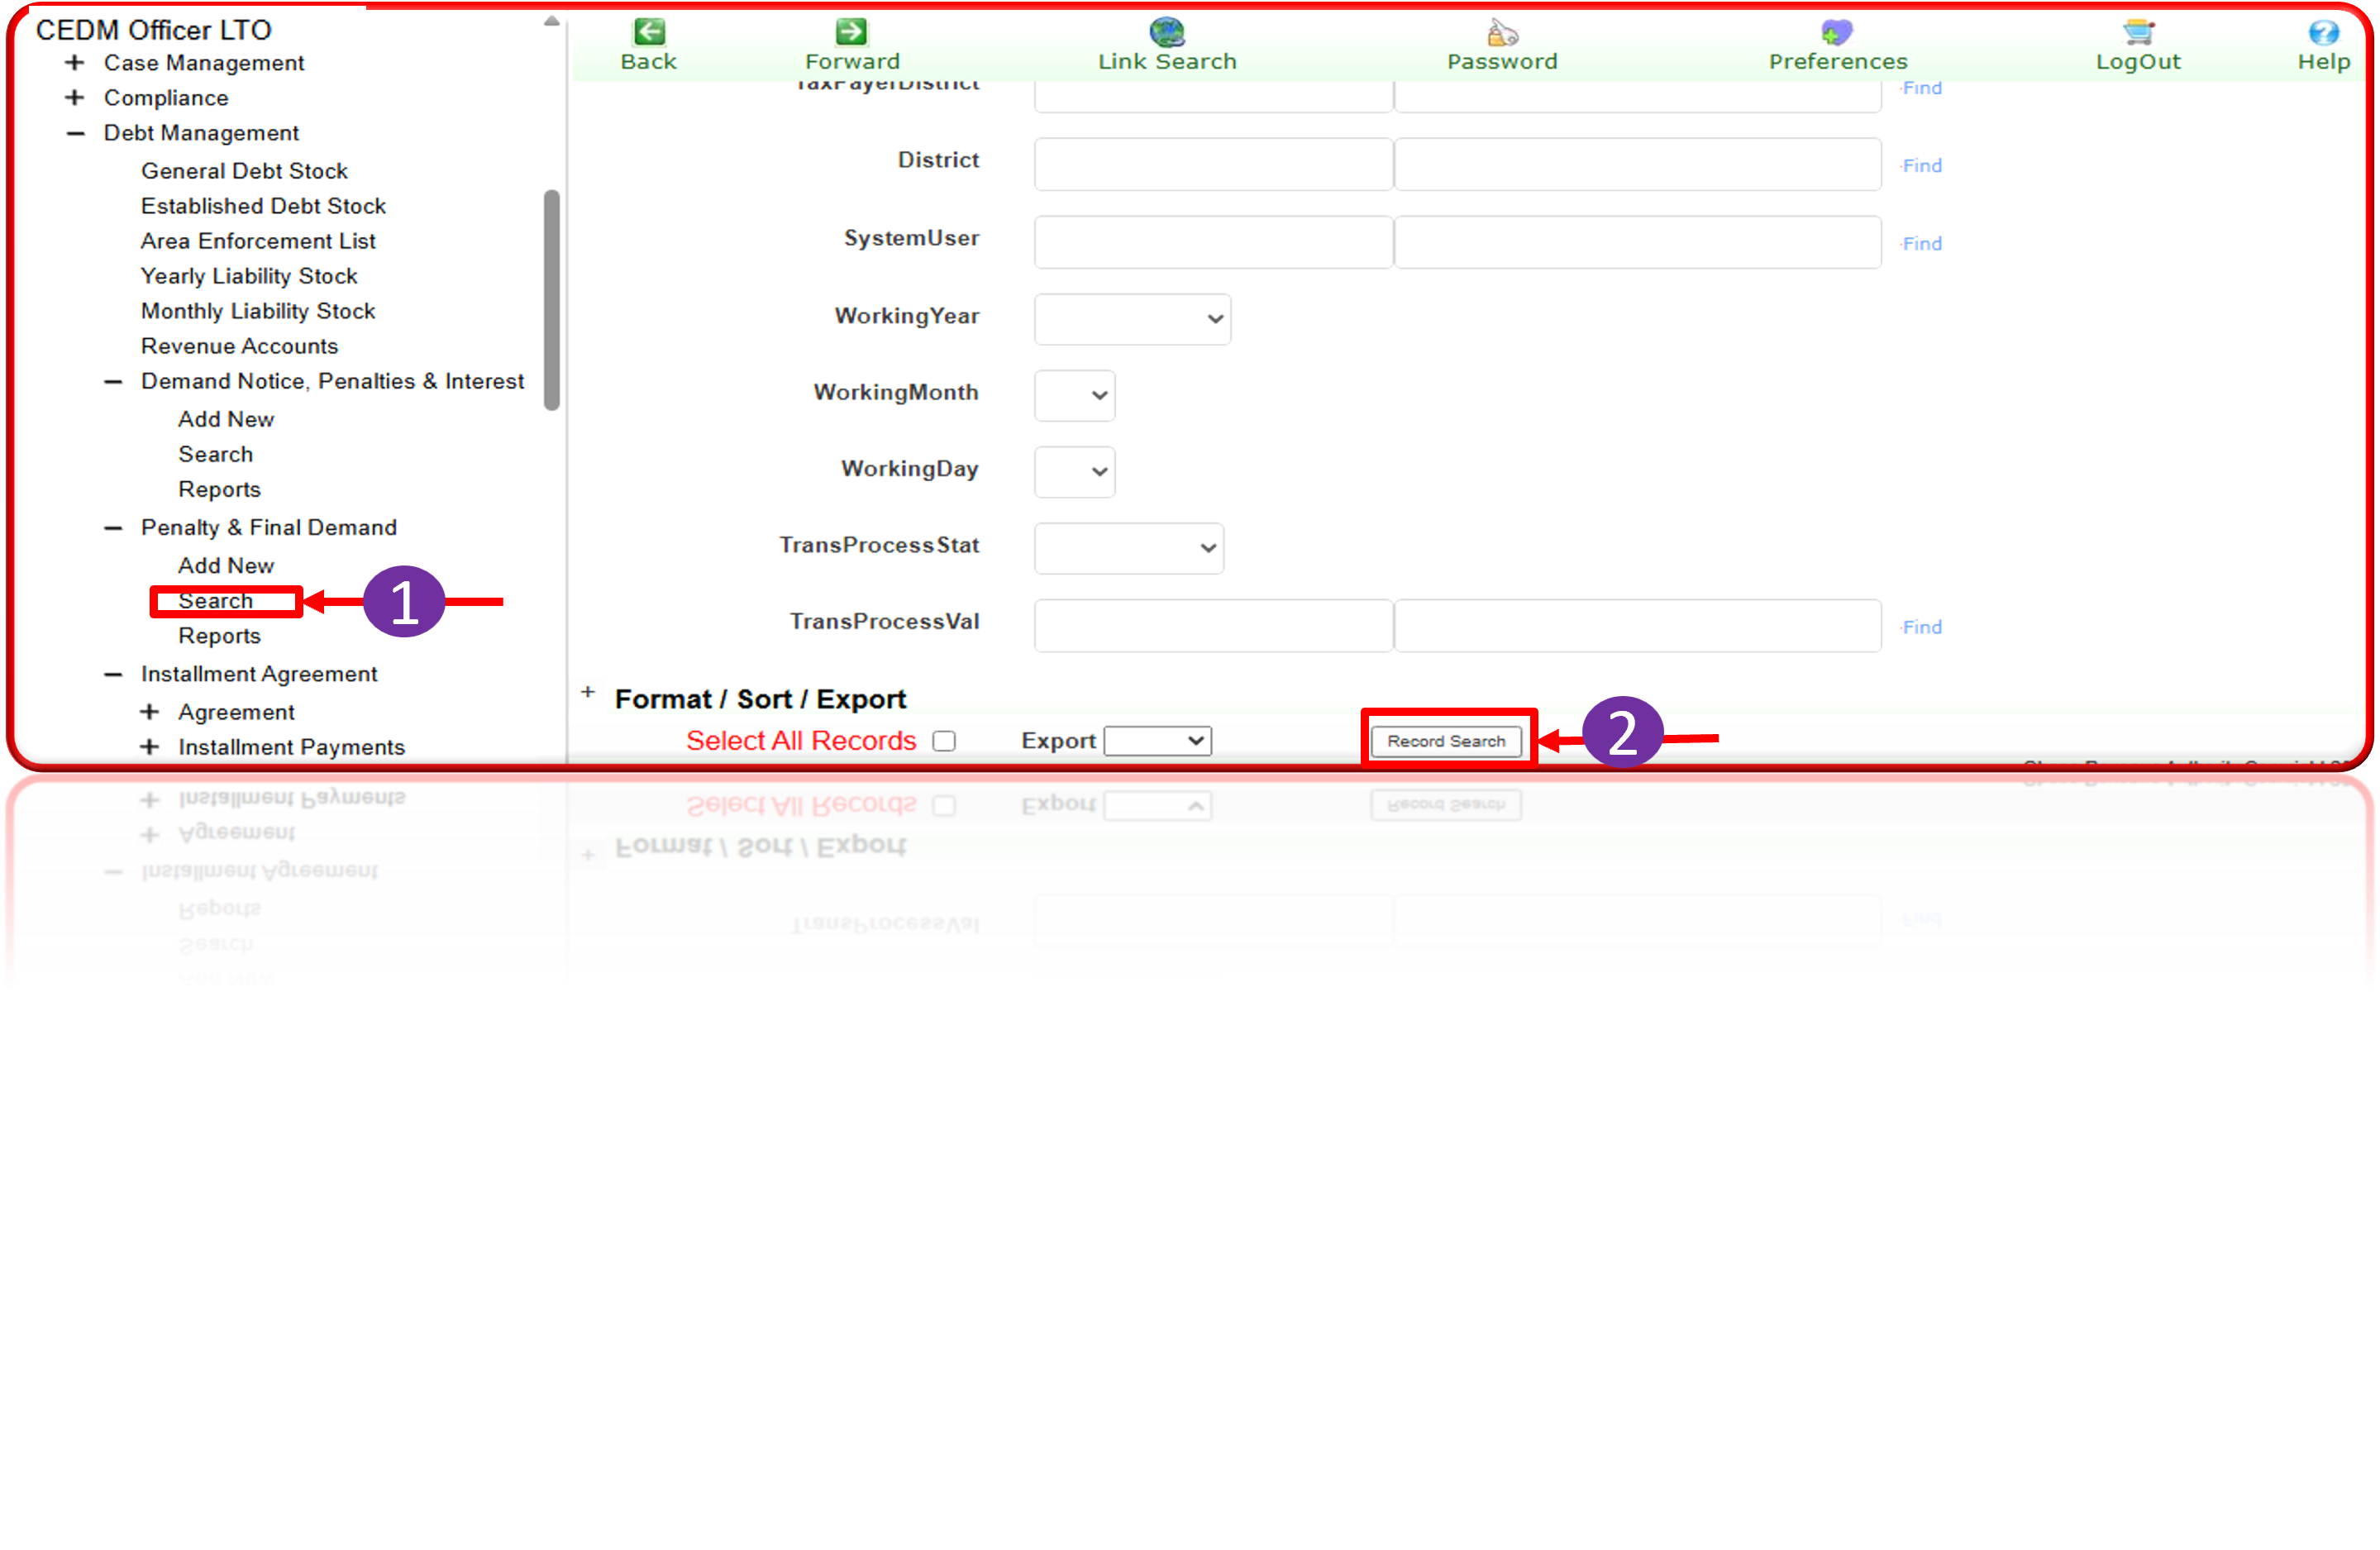 CEDM Officer LTO
Case Management
Compliance
Debt Management
General Debt Stock
Established Debt Stock
Area Enforcement List
Yearly Liability Stock
Monthly Liability Stock
Revenue Accounts
Demand Notice, Penalties & Interest
Add New
Search
Reports
Penalty & Final Demand
Add New
Search
1
Reports
Installment Agreement
Agreement
Installment Payments
Back
Forward
Link Search
Password
Preferences
LogOut
Help
TaxPayerDistrict
Find
District
Find
SystemUser
Find
WorkingYear
WorkingMonth
WorkingDay
TransProcessStat
TransProcessVal
Find
Format / Sort / Export
Select All Records
Export
Record Search
2